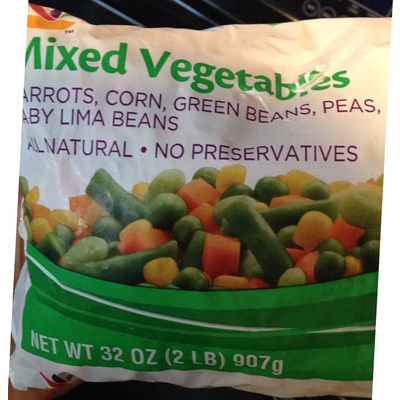 Mixed Vegetables
ARROTS, CORN, GREEN BEANS, PEAS,
ABY LIMA BEANS
ALL NATURAL • NO PRESERVATIVES
NET WT 32 OZ (2 LB) 907g